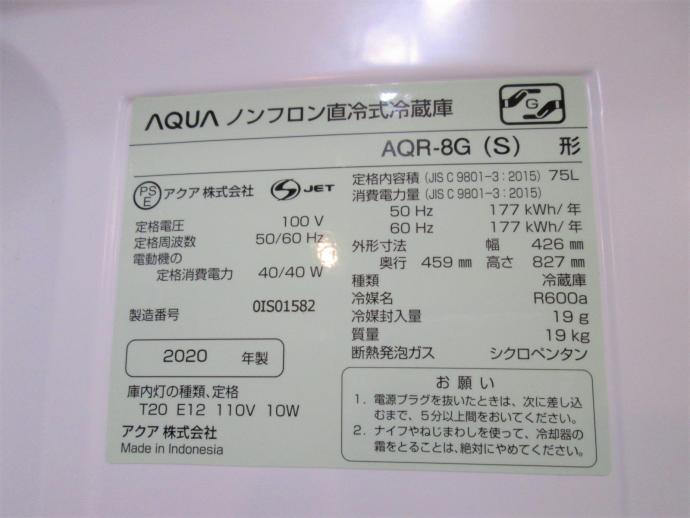 AQUA ノンフロン直冷式冷蔵庫
G
AQR-8G (S) 形
PSE アクア 株式会社 S JET
定格電圧 100 V
定格周波数 50/60 Hz
電動機の
定格消費電力 40/40 W
製造番号 0IS01582
2020 年製
庫内灯の種類、定格
T20 E12 110V 10W
アクア 株式会社
Made in Indonesia
定格内容積 (JIS C 9801-3:2015) 75L
消費電力量 (JIS C 9801-3:2015)
50 Hz 177 kWh/年
60 Hz 177 kWh/年
外形寸法 幅 426 mm
奥行 459 mm 高さ 827 mm
種類 冷蔵庫
冷媒名 R600a
冷媒封入量 19 g
質量 19 kg
断熱発泡ガス シクロペンタン
お 願 い
1. 電源プラグを抜いたときは、次に差し込
むまで、5分以上間をおいてください。
2. ナイフやねじまわしを使って、冷却器の
霜をとることは、絶対にやめてください。